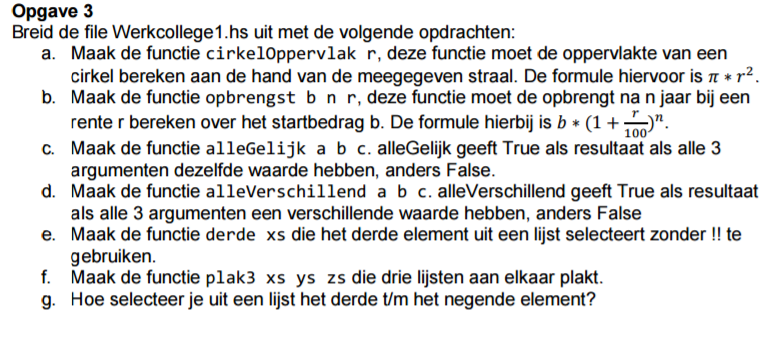 Opgave 3
Breid de file Werkcollege1.hs uit met de volgende opdrachten:
a. Maak de functie cirkelOppervlak r, deze functie moet de oppervlakte van een
cirkel bereken aan de hand van de meegegeven straal. De formule hiervoor is π * r².
b. Maak de functie opbrengst b n r, deze functie moet de opbrengt na n jaar bij een
rente r bereken over het startbedrag b. De formule hierbij is b * (1 + r/100)ⁿ.
c. Maak de functie alleGelijk a b c. alleGelijk geeft True als resultaat als alle 3
argumenten dezelfde waarde hebben, anders False.
d. Maak de functie alleVerschillend a b c. alleVerschillend geeft True als resultaat
als alle 3 argumenten een verschillende waarde hebben, anders False
e. Maak de functie derde xs die het derde element uit een lijst selecteert zonder !! te
gebruiken.
f. Maak de functie plak3 xs ys zs die drie lijsten aan elkaar plakt.
g. Hoe selecteer je uit een lijst het derde t/m het negende element?